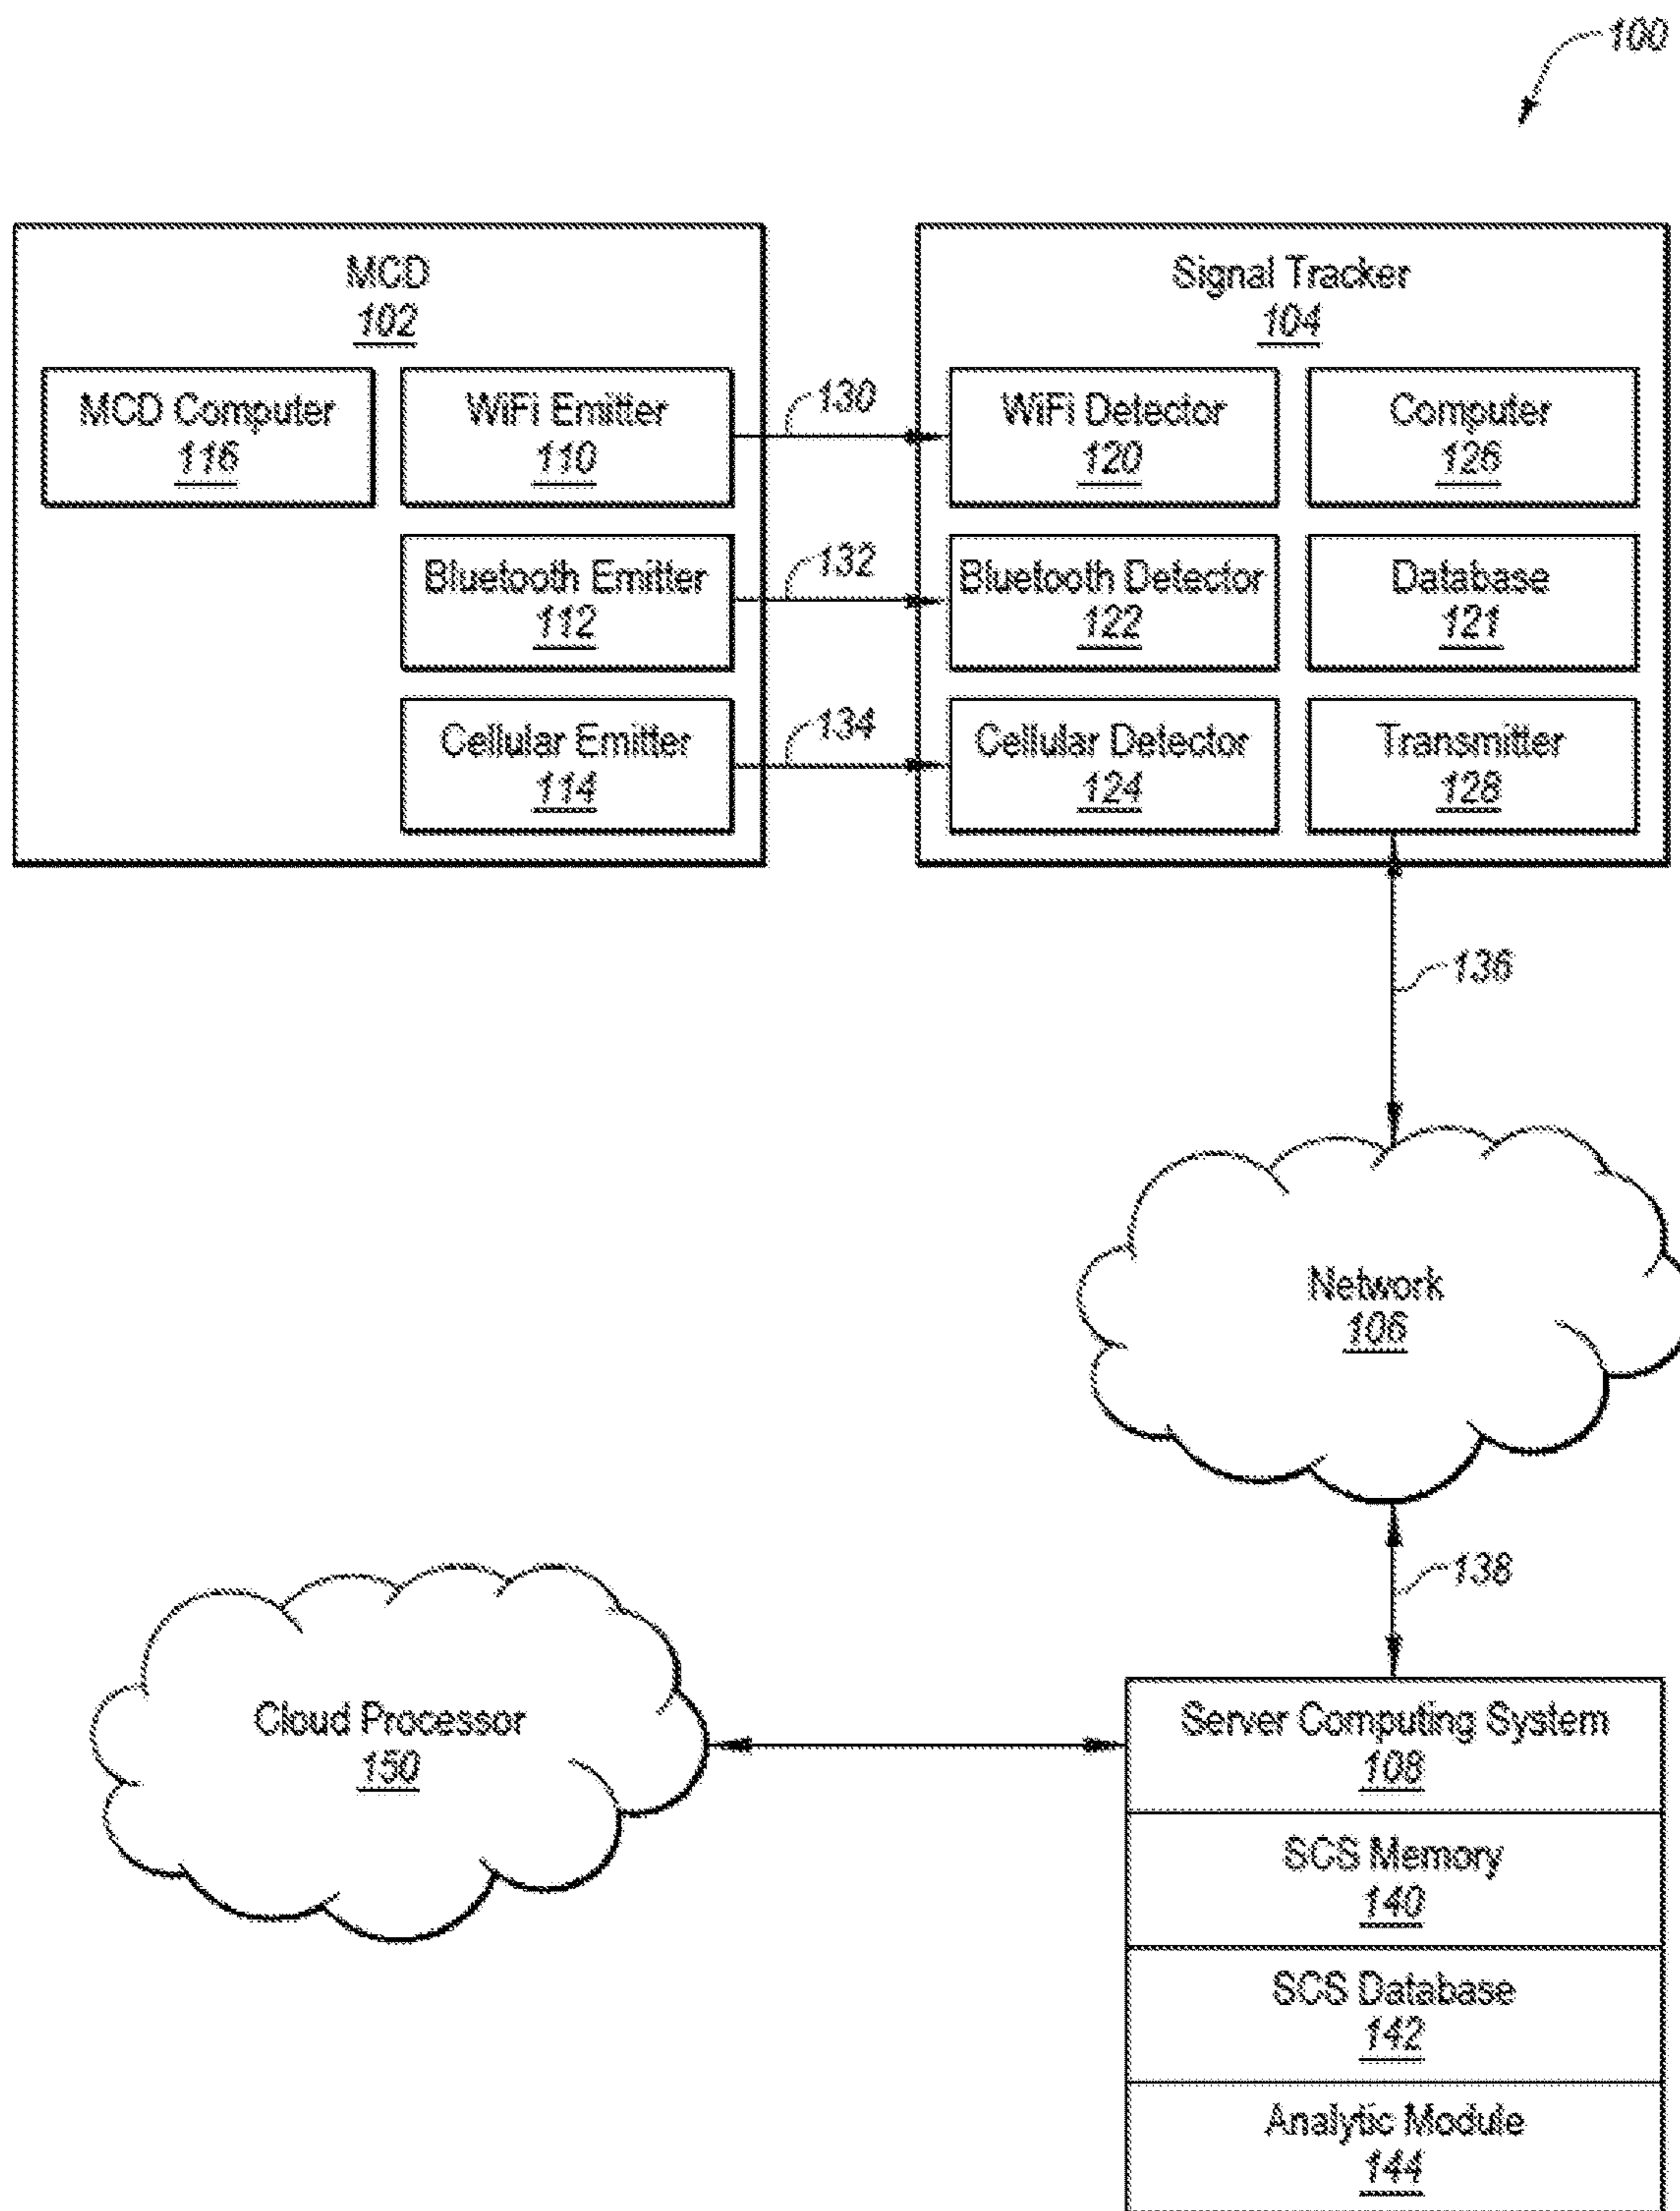 100
MCD
102
MCD Computer
116
WiFi Emitter
110
Bluetooth Emitter
112
Cellular Emitter
114
130
132
134
Signal Tracker
104
WiFi Detector
120
Computer
126
Bluetooth Detector
122
Database
121
Cellular Detector
124
Transmitter
128
136
Network
106
138
Cloud Processor
150
Server Computing System
108
SCS Memory
140
SCS Database
142
Analytic Module
144